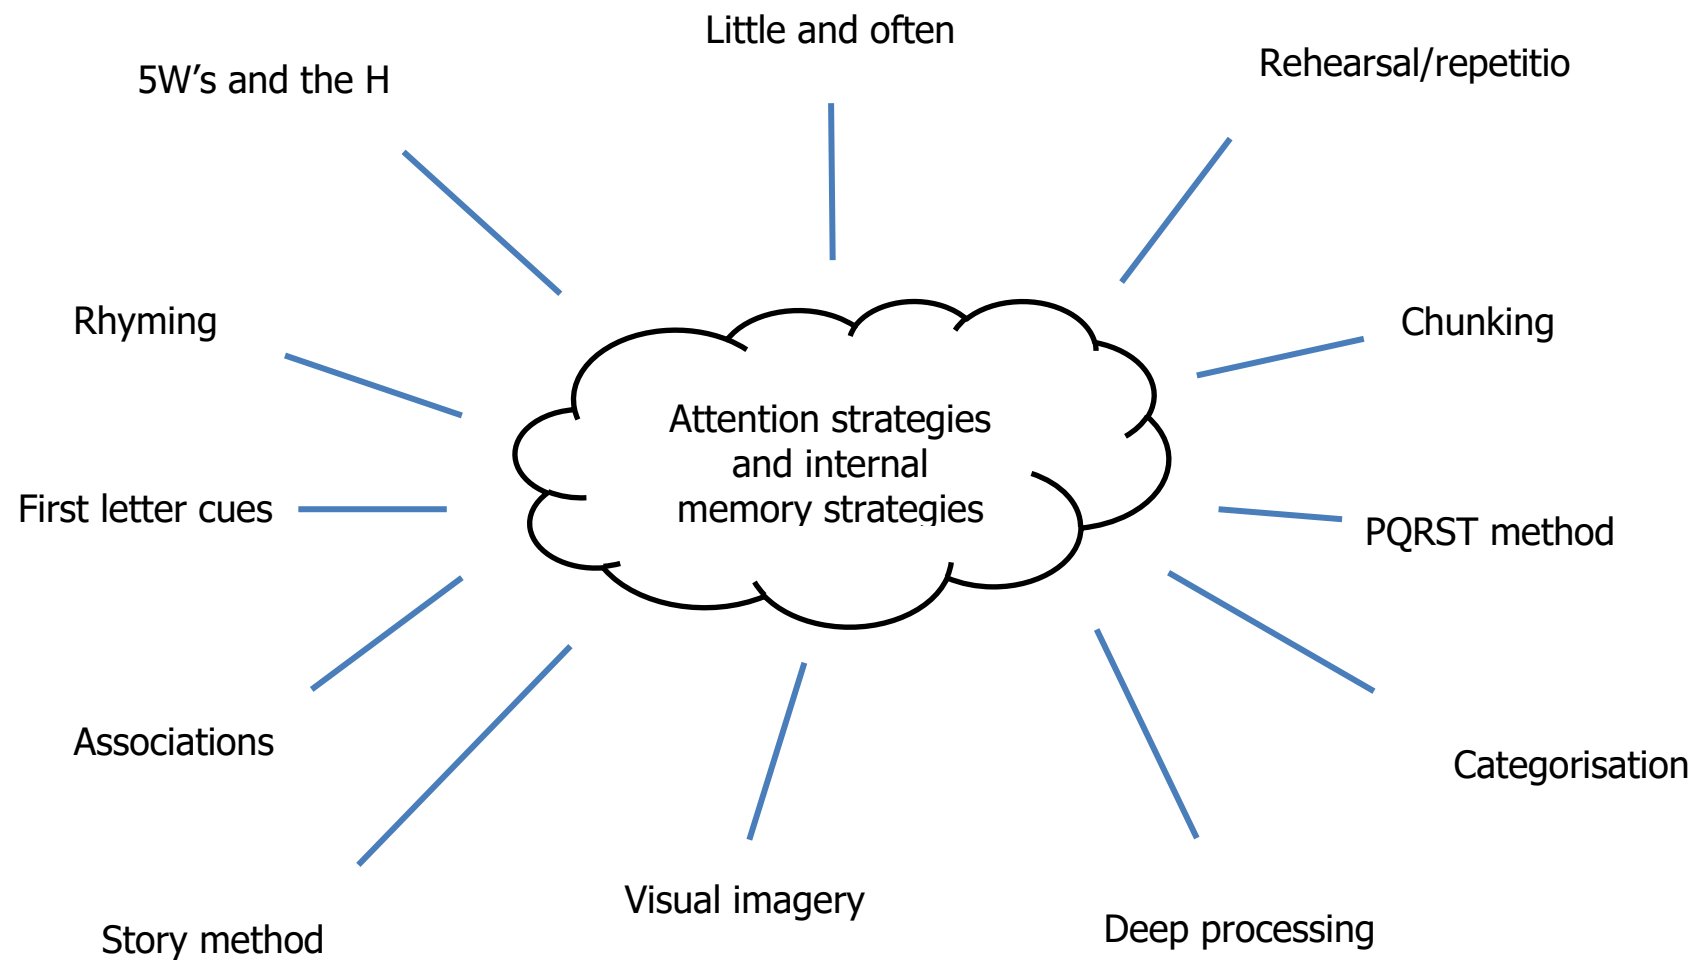 Little and often
5W’s and the H
Rehearsal/repetitio
Rhyming
Chunking
Attention strategies
and internal
memory strategies
First letter cues
PQRST method
Associations
Categorisation
Visual imagery
Deep processing
Story method